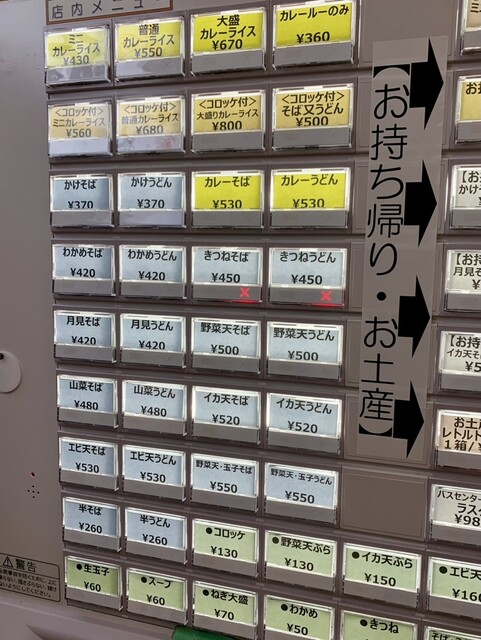 店内メニュー
ミニ
カレーライス
¥430
普通
カレーライス
¥550
大盛
カレーライス
¥670
カレールーのみ
¥360
<コロッケ付>
ミニカレーライス
¥560
<コロッケ付>
普通カレーライス
¥680
<コロッケ付>
大盛りカレーライス
¥800
<コロッケ付>
そば又うどん
¥500
かけそば
¥370
かけうどん
¥370
カレーそば
¥530
カレーうどん
¥530
わかめそば
¥420
わかめうどん
¥420
きつねそば
¥450
×
きつねうどん
¥450
×
月見そば
¥420
月見うどん
¥420
野菜天そば
¥500
野菜天うどん
¥500
山菜そば
¥480
山菜うどん
¥480
イカ天そば
¥520
イカ天うどん
¥520
エビ天そば
¥530
エビ天うどん
¥530
野菜天・玉子そば
¥550
野菜天・玉子うどん
¥550
半そば
¥260
半うどん
¥260
●コロッケ
¥130
●野菜天ぷら
¥130
●イカ天ぷら
¥150
●エビ天
¥160
●生玉子
¥60
●スープ
¥60
●ねぎ大盛
¥70
●わかめ
¥50
●きつね
【お持ち帰り・お土産】
【お持
かけ
¥
【お持
月見そ
¥
【お持
イカ天そ
¥5
お土
レトルト
1箱/¥
バスセンター
ラス
¥98
⚠警告